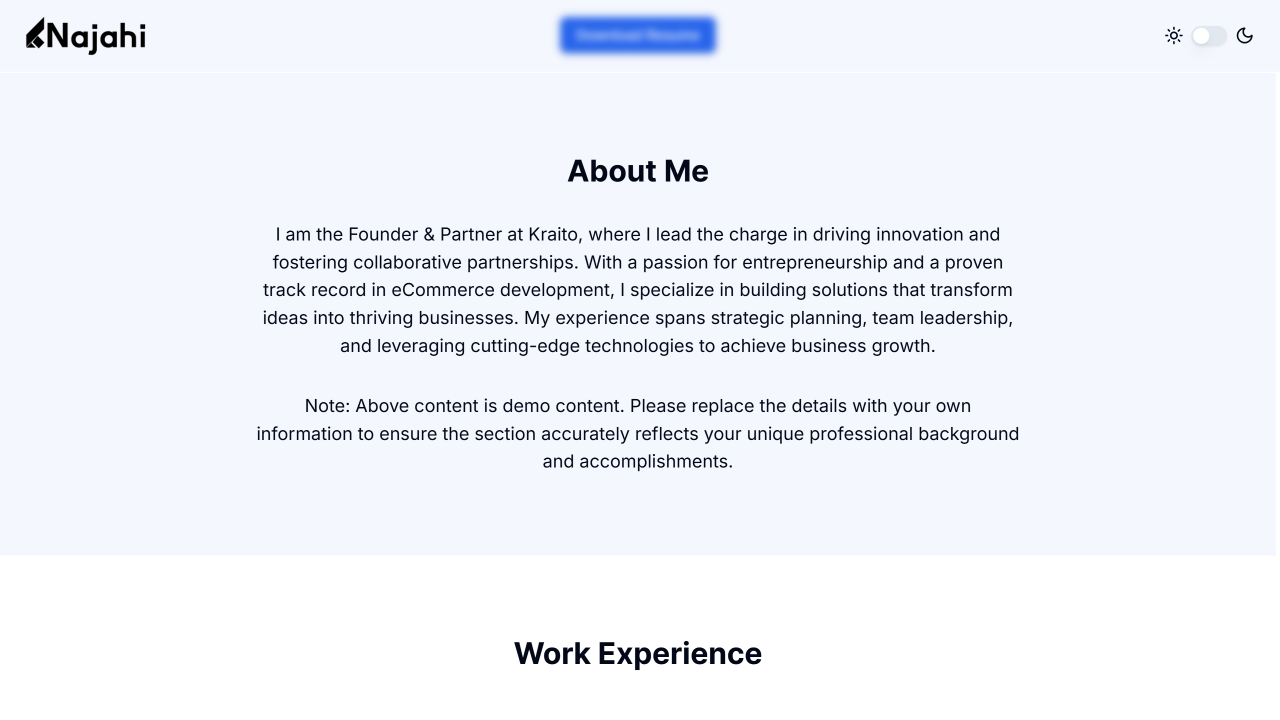 Najahi
Download Resume
About Me
I am the Founder & Partner at Kraito, where I lead the charge in driving innovation and
fostering collaborative partnerships. With a passion for entrepreneurship and a proven
track record in eCommerce development, I specialize in building solutions that transform
ideas into thriving businesses. My experience spans strategic planning, team leadership,
and leveraging cutting-edge technologies to achieve business growth.
Note: Above content is demo content. Please replace the details with your own
information to ensure the section accurately reflects your unique professional background
and accomplishments.
Work Experience